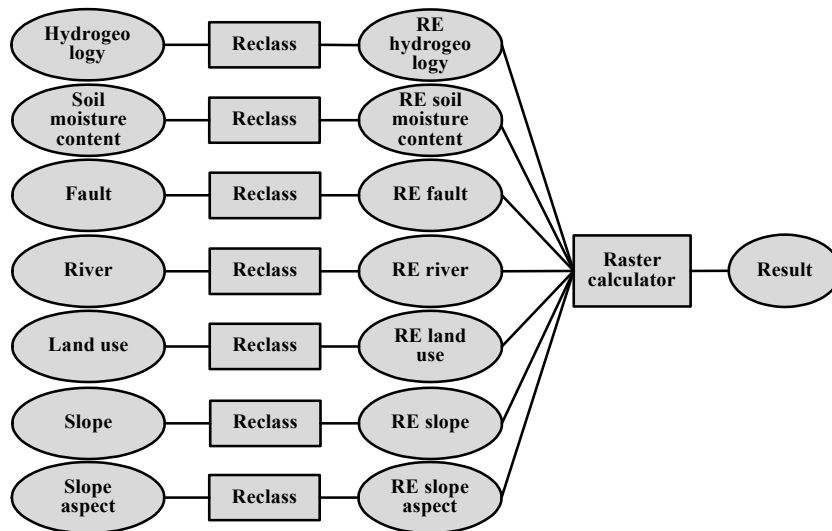 Hydrogeo
logy
Reclass
RE
hydrogeo
logy
Soil
moisture
content
Reclass
RE soil
moisture
content
Fault
Reclass
RE fault
River
Reclass
RE river
Raster
calculator
Result
Land use
Reclass
RE land
use
Slope
Reclass
RE slope
Slope
aspect
Reclass
RE slope
aspect